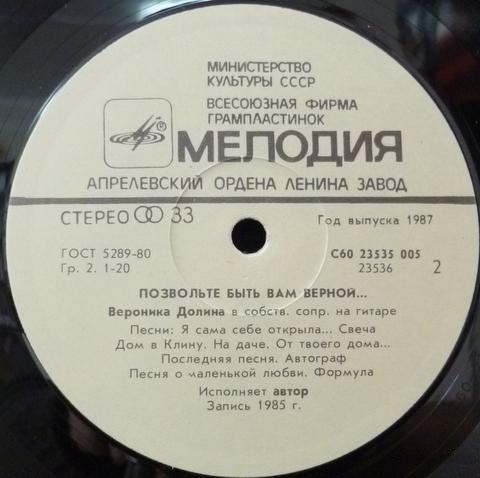 МИНИСТЕРСТВО
КУЛЬТУРЫ СССР
ВСЕСОЮЗНАЯ ФИРМА
ГРАМПЛАСТИНОК
МЕЛОДИЯ
АПРЕЛЕВСКИЙ ОРДЕНА ЛЕНИНА ЗАВОД
СТЕРЕО 33
Год выпуска 1987
ГОСТ 5289-80
С60 23535 005
Гр. 2. 1-20
23536 2
ПОЗВОЛЬТЕ БЫТЬ ВАМ ВЕРНОЙ...
Вероника Долина в собств. сопр. на гитаре
Песни: Я сама себе открыла... Свеча
Дом в Клину. На даче. От твоего дома...
Последняя песня. Автограф
Песня о маленькой любви. Формула
Исполняет автор
Запись 1985 г.